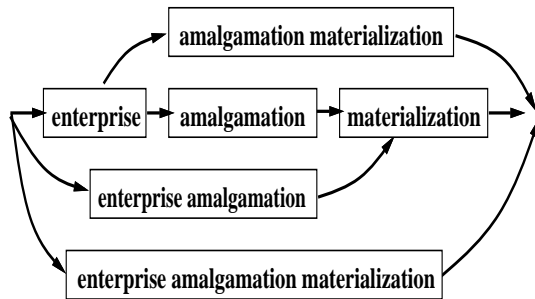 amalgamation materialization
enterprise
amalgamation
materialization
enterprise amalgamation
enterprise amalgamation materialization